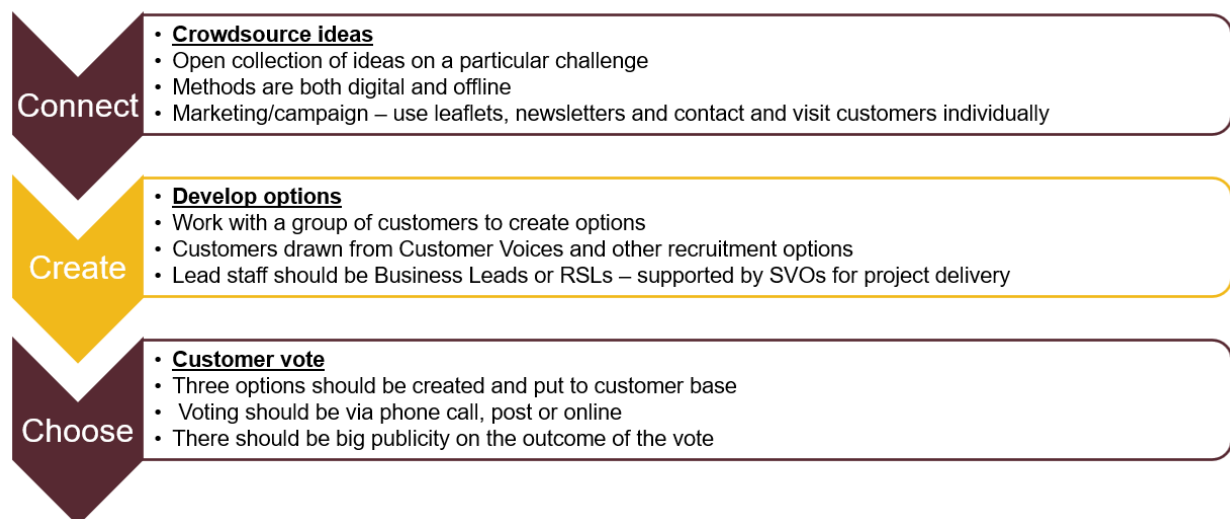 Connect
• Crowdsource ideas
• Open collection of ideas on a particular challenge
• Methods are both digital and offline
• Marketing/campaign – use leaflets, newsletters and contact and visit customers individually
Create
• Develop options
• Work with a group of customers to create options
• Customers drawn from Customer Voices and other recruitment options
• Lead staff should be Business Leads or RSLs – supported by SVOs for project delivery
Choose
• Customer vote
• Three options should be created and put to customer base
• Voting should be via phone call, post or online
• There should be big publicity on the outcome of the vote